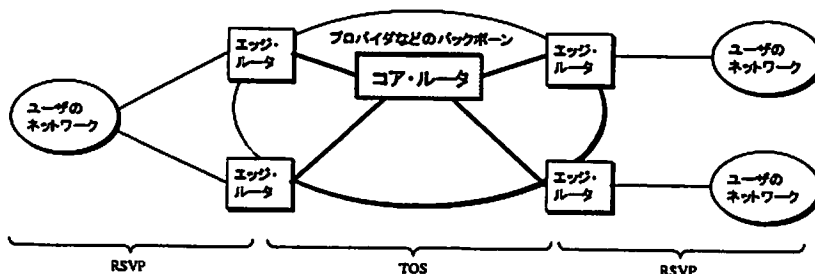 プロバイダなどのバックボーン
エッジ・
ルータ
コア・ルータ
エッジ・
ルータ
ユーザの
ネットワーク
ユーザの
ネットワーク
エッジ・
ルータ
エッジ・
ルータ
ユーザの
ネットワーク
RSVP
TOS
RSVP